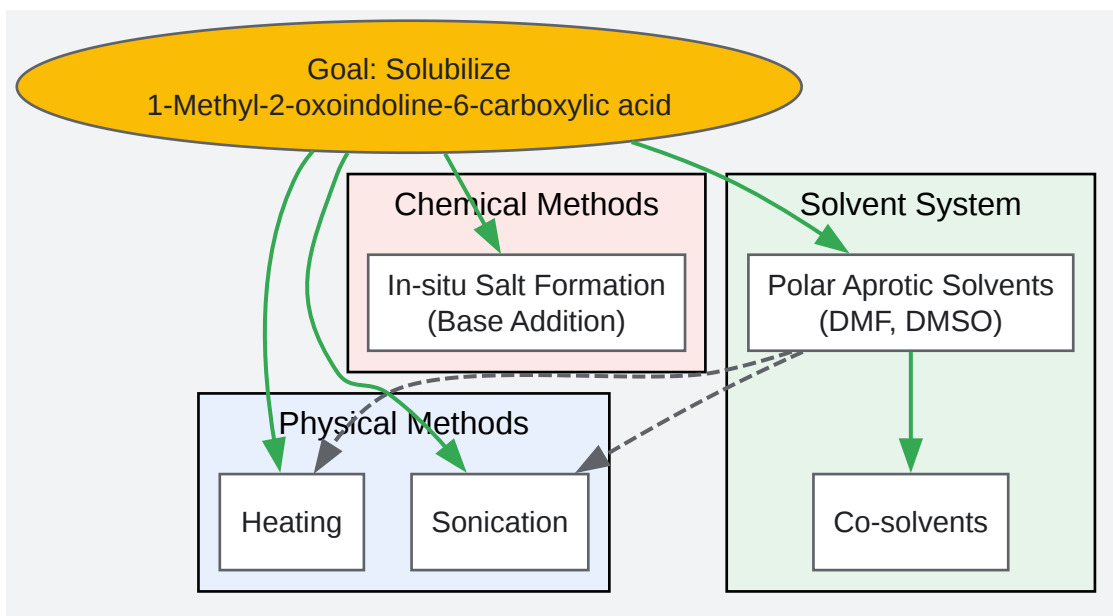 Goal: Solubilize
1-Methyl-2-oxoindoline-6-carboxylic acid
Chemical Methods
Solvent System
In-situ Salt Formation
(Base Addition)
Polar Aprotic Solvents
(DMF, DMSO)
Physical Methods
Heating
Sonication
Co-solvents